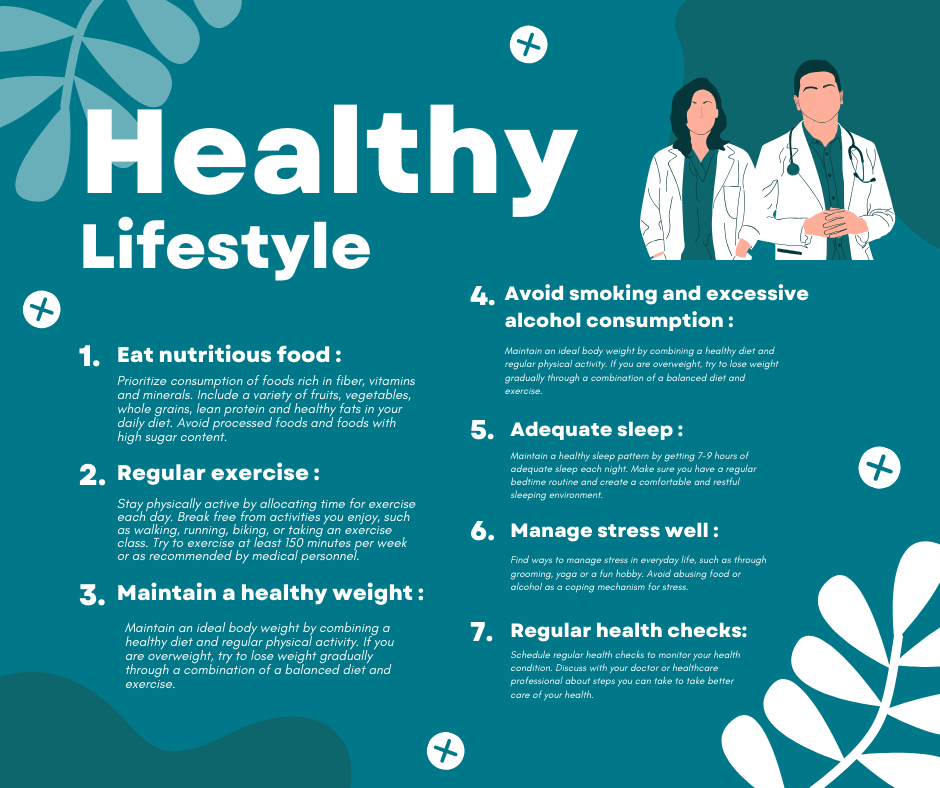 Healthy
Lifestyle
1. Eat nutritious food :
Prioritize consumption of foods rich in fiber, vitamins
and minerals. Include a variety of fruits, vegetables,
whole grains, lean protein and healthy fats in your
daily diet. Avoid processed foods and foods with
high sugar content.
2. Regular exercise :
Stay physically active by allocating time for exercise
each day. Break free from activities you enjoy, such
as walking, running, biking, or taking an exercise
class. Try to exercise at least 150 minutes per week
or as recommended by medical personnel.
3. Maintain a healthy weight :
Maintain an ideal body weight by combining a
healthy diet and regular physical activity. If you
are overweight, try to lose weight gradually
through a combination of a balanced diet and
exercise.
4. Avoid smoking and excessive
alcohol consumption :
Maintain an ideal body weight by combining a healthy diet and
regular physical activity. If you are overweight, try to lose weight
gradually through a combination of a balanced diet and
exercise.
5. Adequate sleep :
Maintain a healthy sleep pattern by getting 7-9 hours of
adequate sleep each night. Make sure you have a regular
bedtime routine and create a comfortable and restful
sleeping environment.
6. Manage stress well :
Find ways to manage stress in everyday life, such as through
grooming, yoga or a fun hobby. Avoid abusing food or
alcohol as a coping mechanism for stress.
7. Regular health checks:
Schedule regular health checks to monitor your health
condition. Discuss with your doctor or healthcare
professional about steps you can take to take better
care of your health.